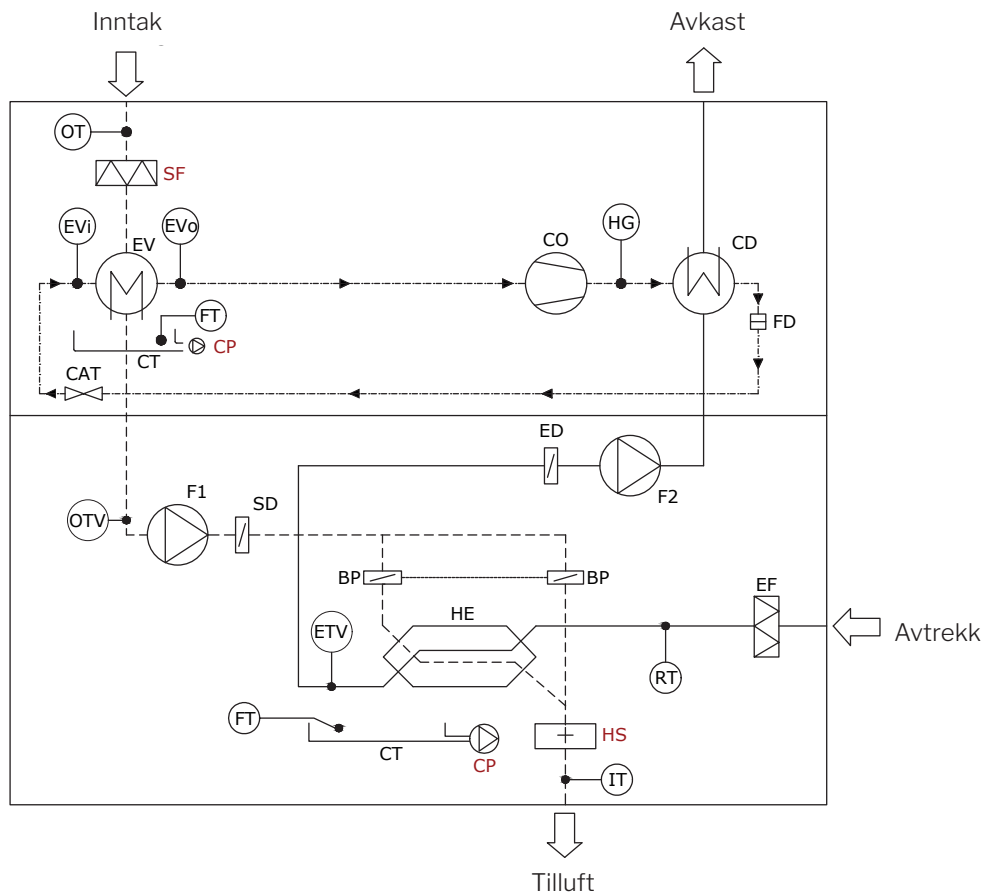 Inntak
Avkast
OT
SF
EVi
EV
EVo
CO
HG
CD
FT
CT
CP
FD
CAT
ED
F2
F1
SD
OTV
BP
BP
EF
ETV
HE
Avtrekk
RT
FT
CT
CP
HS
IT
Tilluft